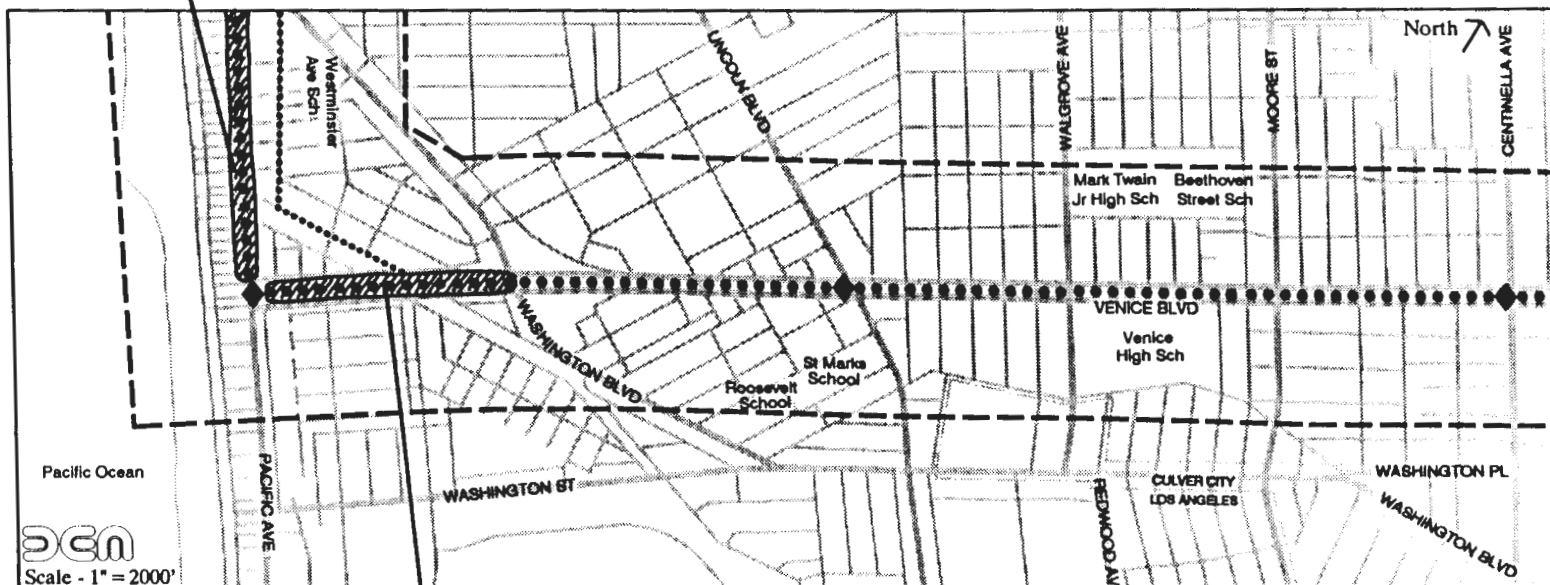 North
Westminster
Ave Sch
LINCOLN BLVD
WALGROVE AVE
MOORE ST
CENTINELLA AVE
Mark Twain
Jr High Sch
Beethoven
Street Sch
VENICE BLVD
Venice
High Sch
WASHINGTON BLVD
St Marks
School
Roosevelt
School
Pacific Ocean
PACIFIC AVE
WASHINGTON ST
REDWOOD AV
CULVER CITY
LOS ANGELES
WASHINGTON PL
WASHINGTON BLVD
Scale - 1" = 2000'